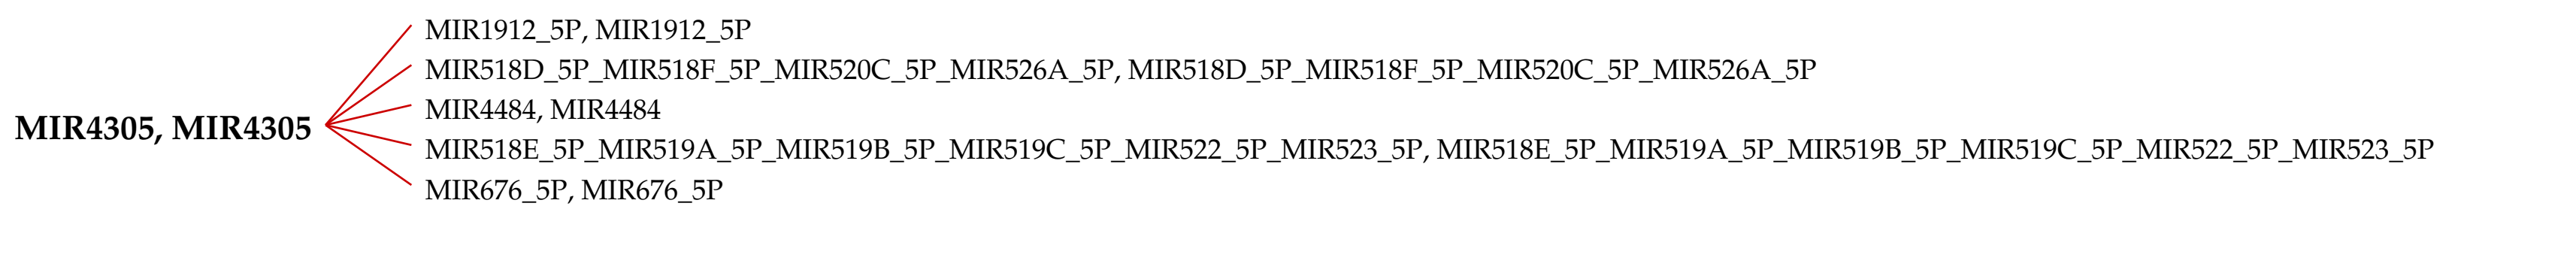 MIR1912_5P, MIR1912_5P
MIR518D_5P_MIR518F_5P_MIR520C_5P_MIR526A_5P, MIR518D_5P_MIR518F_5P_MIR520C_5P_MIR526A_5P
MIR4484, MIR4484
MIR4305, MIR4305
MIR518E_5P_MIR519A_5P_MIR519B_5P_MIR519C_5P_MIR522_5P_MIR523_5P, MIR518E_5P_MIR519A_5P_MIR519B_5P_MIR519C_5P_MIR522_5P_MIR523_5P
MIR676_5P, MIR676_5P